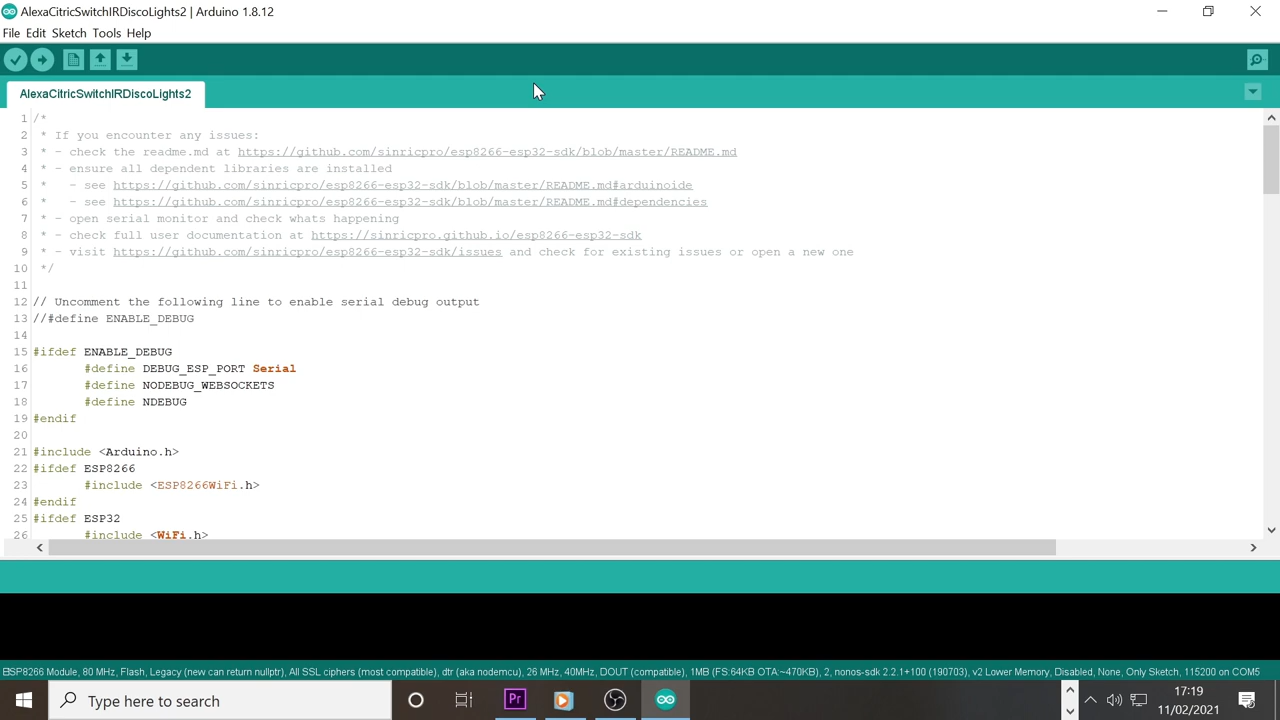 AlexaCitricSwitchIRDiscoLights2 | Arduino 1.8.12
File Edit Sketch Tools Help
AlexaCitricSwitchIRDiscoLights2
1 /*
2 * If you encounter any issues:
3 * - check the readme.md at https://github.com/sinricpro/esp8266-esp32-sdk/blob/master/README.md
4 * - ensure all dependent libraries are installed
5 * - see https://github.com/sinricpro/esp8266-esp32-sdk/blob/master/README.md#arduinoide
6 * - see https://github.com/sinricpro/esp8266-esp32-sdk/blob/master/README.md#dependencies
7 * - open serial monitor and check whats happening
8 * - check full user documentation at https://sinricpro.github.io/esp8266-esp32-sdk
9 * - visit https://github.com/sinricpro/esp8266-esp32-sdk/issues and check for existing issues or open a new one
10 */
11
12 // Uncomment the following line to enable serial debug output
13 //#define ENABLE_DEBUG
14
15 #ifdef ENABLE_DEBUG
16 #define DEBUG_ESP_PORT Serial
17 #define NODEBUG_WEBSOCKETS
18 #define NDEBUG
19 #endif
20
21 #include <Arduino.h>
22 #ifdef ESP8266
23 #include <ESP8266WiFi.h>
24 #endif
25 #ifdef ESP32
26 #include <WiFi.h>
ESP8266 Module, 80 MHz, Flash, Legacy (new can return nullptr), All SSL ciphers (most compatible), dtr (aka nodemcu), 26 MHz, 40MHz, DOUT (compatible), 1MB (FS:64KB OTA:~470KB), 2, nonos-sdk 2.2.1+100 (190703), v2 Lower Memory, Disabled, None, Only Sketch, 115200 on COM5
Type here to search
Pr
17:19
11/02/2021